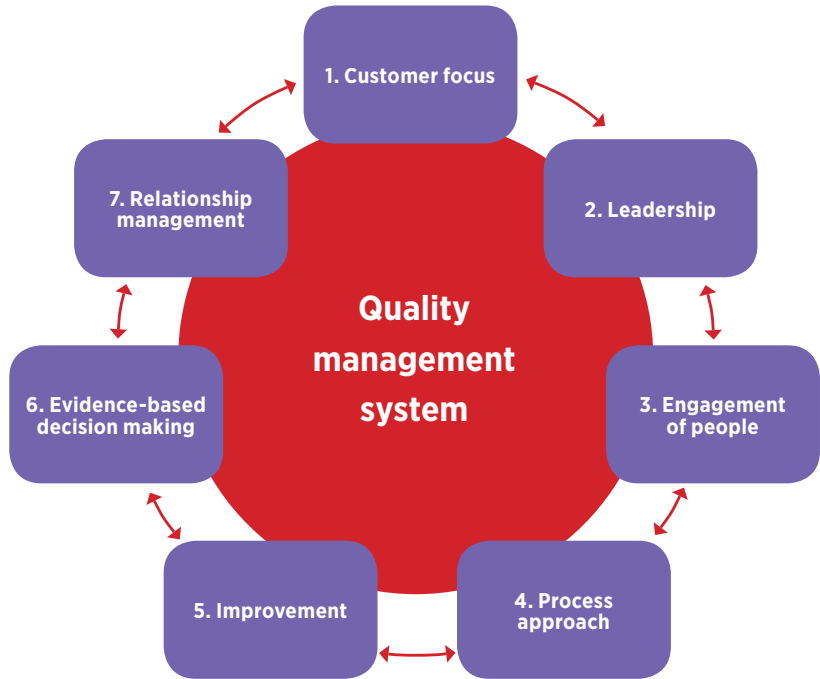 1. Customer focus
2. Leadership
3. Engagement
of people
4. Process
approach
5. Improvement
6. Evidence-based
decision making
7. Relationship
management
Quality
management
system